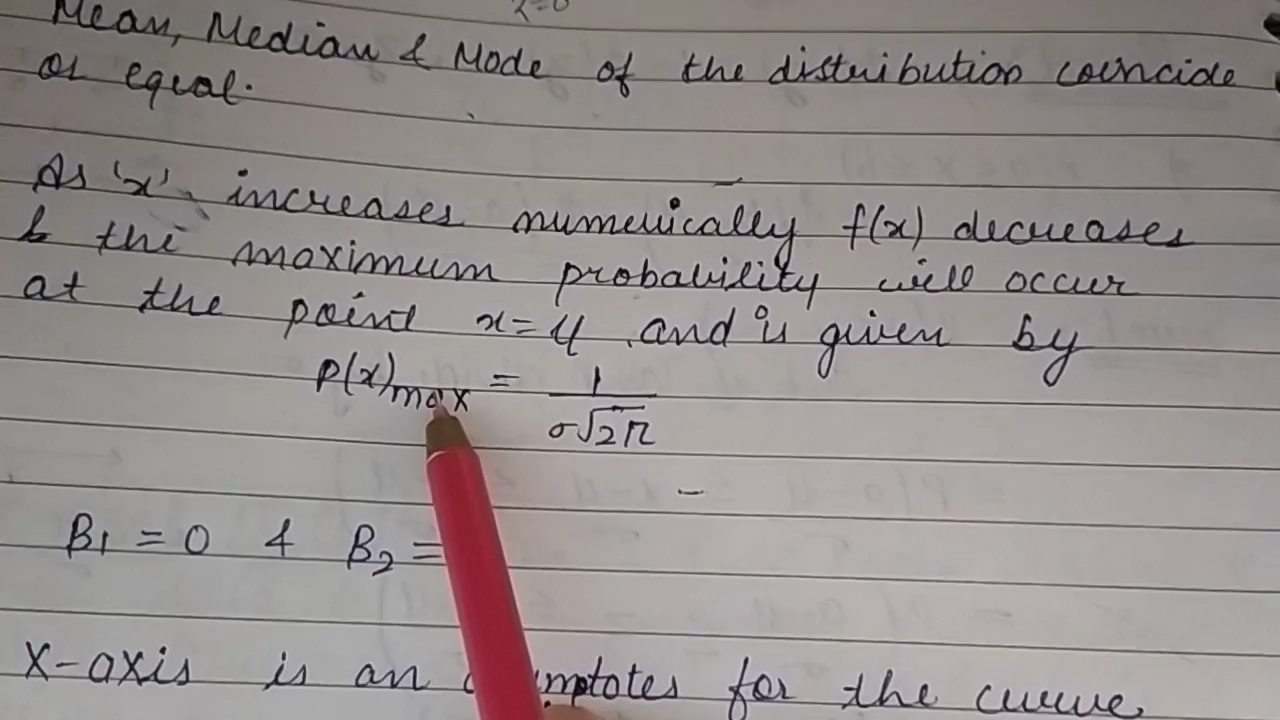 Mean, Median & Mode of the distribution coincide
or equal.
As 'x' increases numerically f(x) decreases
& the maximum probability will occur
at the point x=μ and is given by
P(x)max = 1/σ√2π
β1 = 0 & β2 =
X-axis is an for the curve.